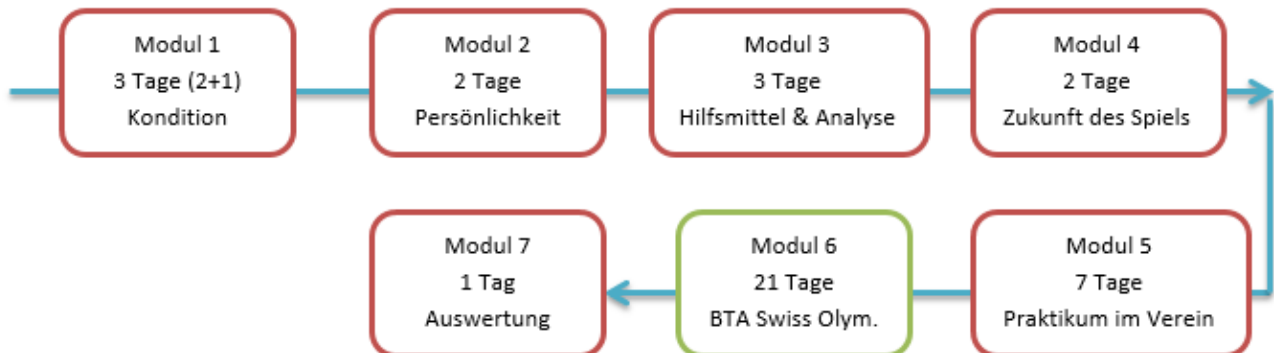 Modul 1
3 Tage (2+1)
Kondition
Modul 2
2 Tage
Persönlichkeit
Modul 3
3 Tage
Hilfsmittel & Analyse
Modul 4
2 Tage
Zukunft des Spiels
Modul 5
7 Tage
Praktikum im Verein
Modul 6
21 Tage
BTA Swiss Olym.
Modul 7
1 Tag
Auswertung